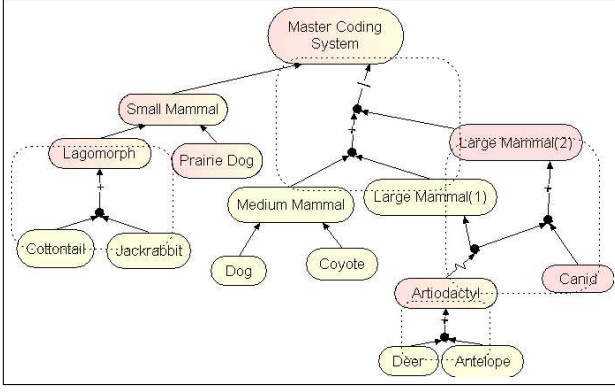 Master Coding
System
Small Mammal
Lagomorph
Prairie Dog
Large Mammal(2)
Medium Mammal
Large Mammal(1)
Cottontail
Jackrabbit
Dog
Coyote
Artiodactyl
Canid
Deer
Antelope